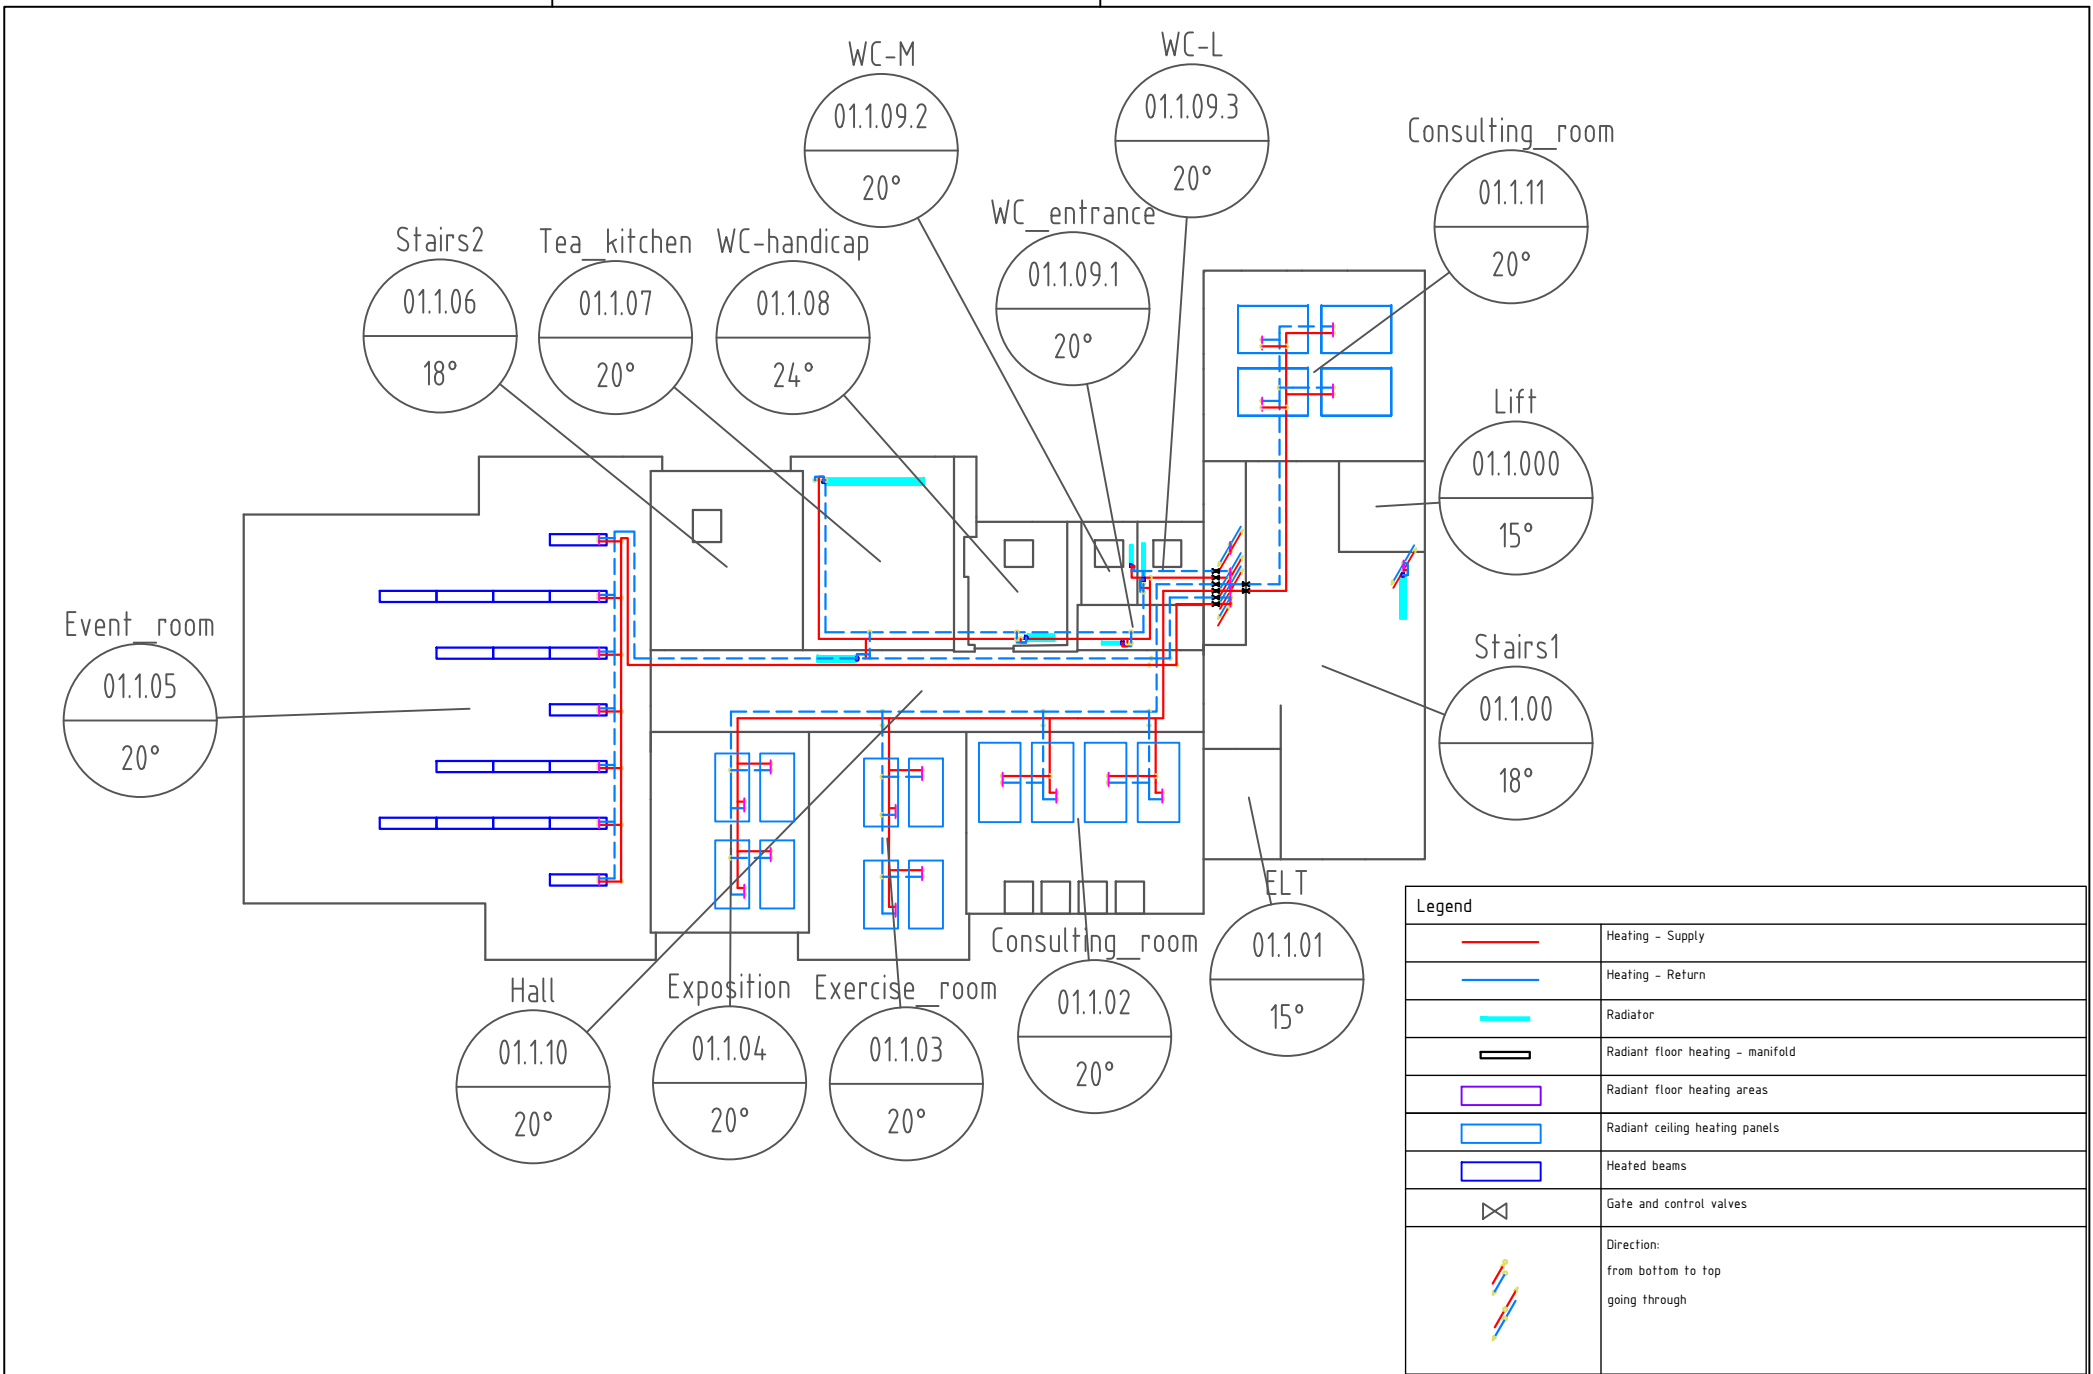 WC-M
01.1.09.2
20°
WC-L
01.1.09.3
20°
Consulting_room
01.1.11
20°
WC_entrance
01.1.09.1
20°
Stairs2
01.1.06
18°
Tea_kitchen
01.1.07
20°
WC-handicap
01.1.08
24°
Lift
01.1.000
15°
Event_room
01.1.05
20°
Stairs1
01.1.00
18°
ELT
01.1.01
15°
Consulting_room
01.1.02
20°
Hall
01.1.10
20°
Exposition
01.1.04
20°
Exercise_room
01.1.03
20°
Legend
Heating - Supply
Heating - Return
Radiator
Radiant floor heating - manifold
Radiant floor heating areas
Radiant ceiling heating panels
Heated beams
Gate and control valves
Direction:
from bottom to top
going through